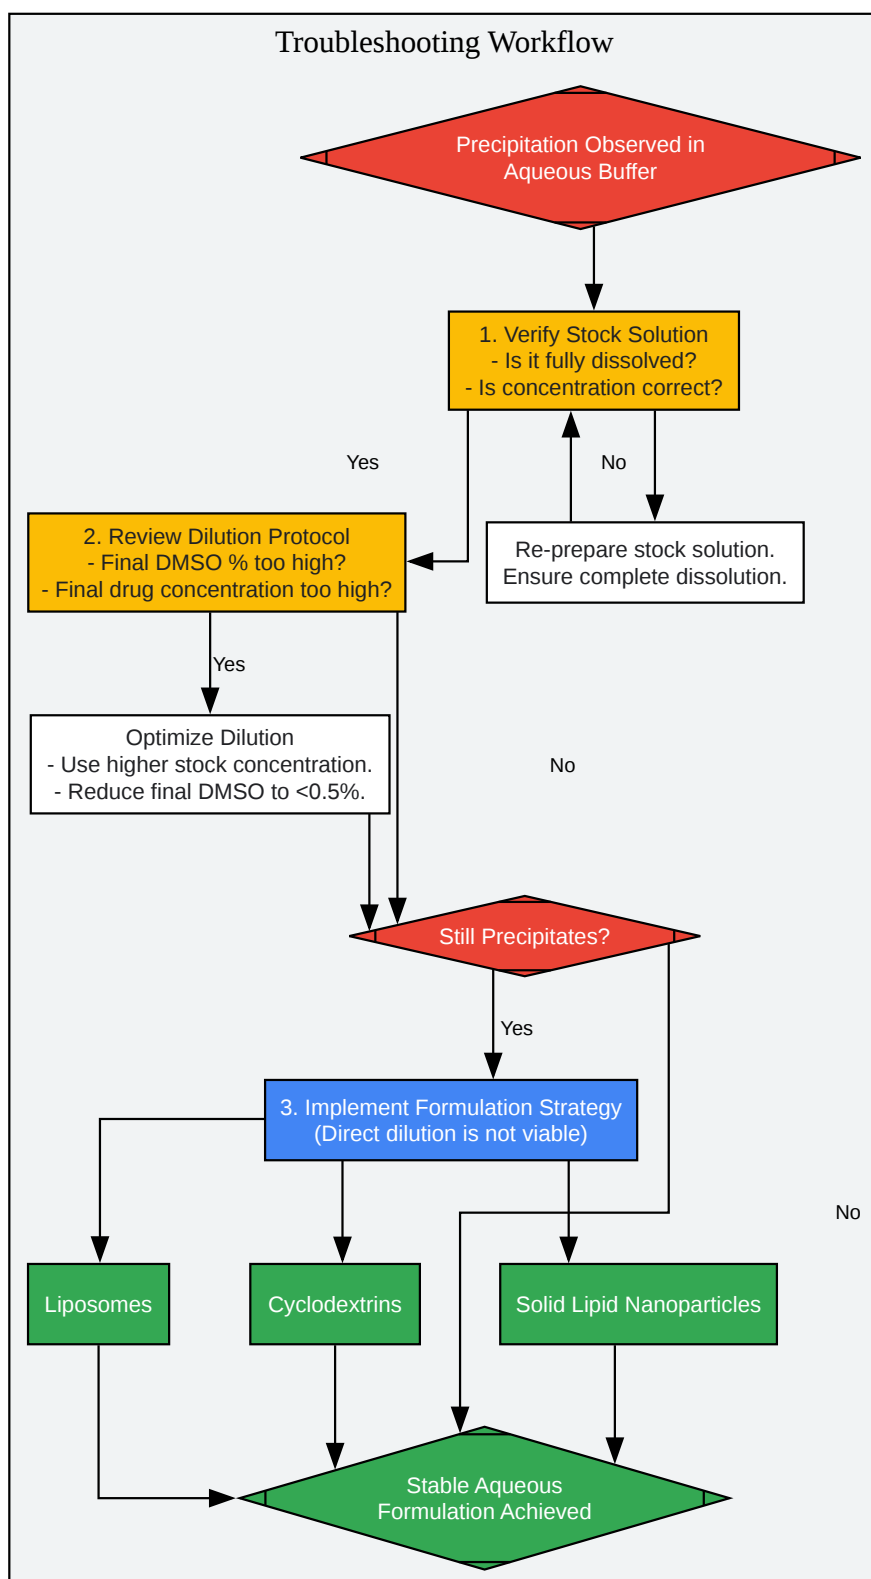 Troubleshooting Workflow
Precipitation Observed in
Aqueous Buffer
1. Verify Stock Solution
- Is it fully dissolved?
- Is concentration correct?
Yes
No
2. Review Dilution Protocol
- Final DMSO % too high?
- Final drug concentration too high?
Re-prepare stock solution.
Ensure complete dissolution.
Yes
Optimize Dilution
- Use higher stock concentration.
- Reduce final DMSO to <0.5%.
No
Still Precipitates?
Yes
3. Implement Formulation Strategy
(Direct dilution is not viable)
No
Liposomes
Cyclodextrins
Solid Lipid Nanoparticles
Stable Aqueous
Formulation Achieved